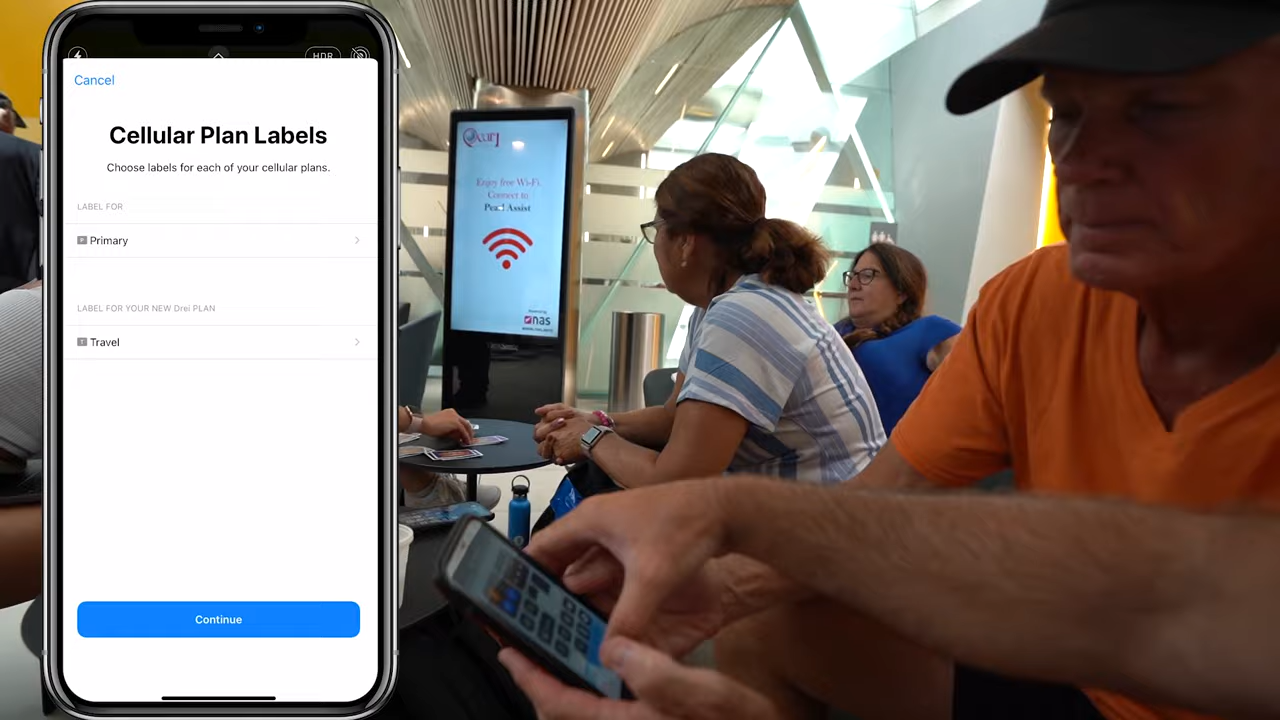 HDR
Cancel
Cellular Plan Labels
Choose labels for each of your cellular plans.
LABEL FOR
P Primary
LABEL FOR YOUR NEW Drei PLAN
T Travel
Continue
Enjoy free Wi-Fi.
Connect to
Pearl Assist
nas